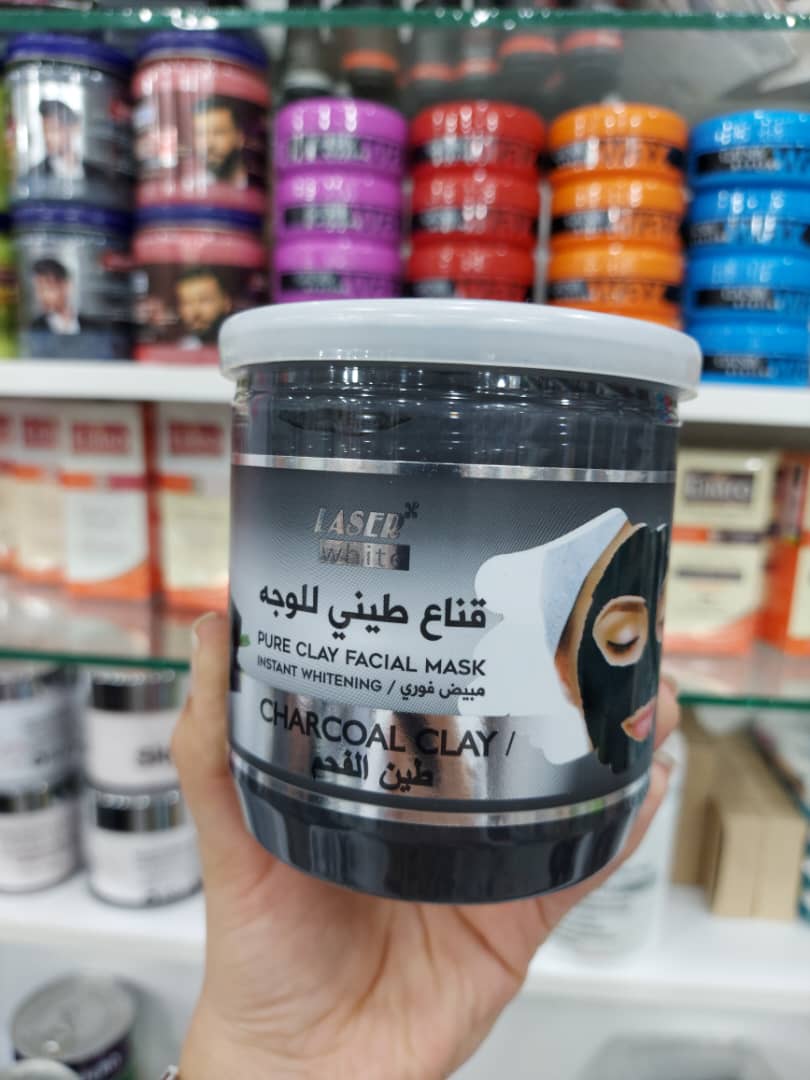 LASER
white
قناع طيني للوجه
PURE CLAY FACIAL MASK
INSTANT WHITENING / مبيض فوري
CHARCOAL CLAY /
طين الفحم